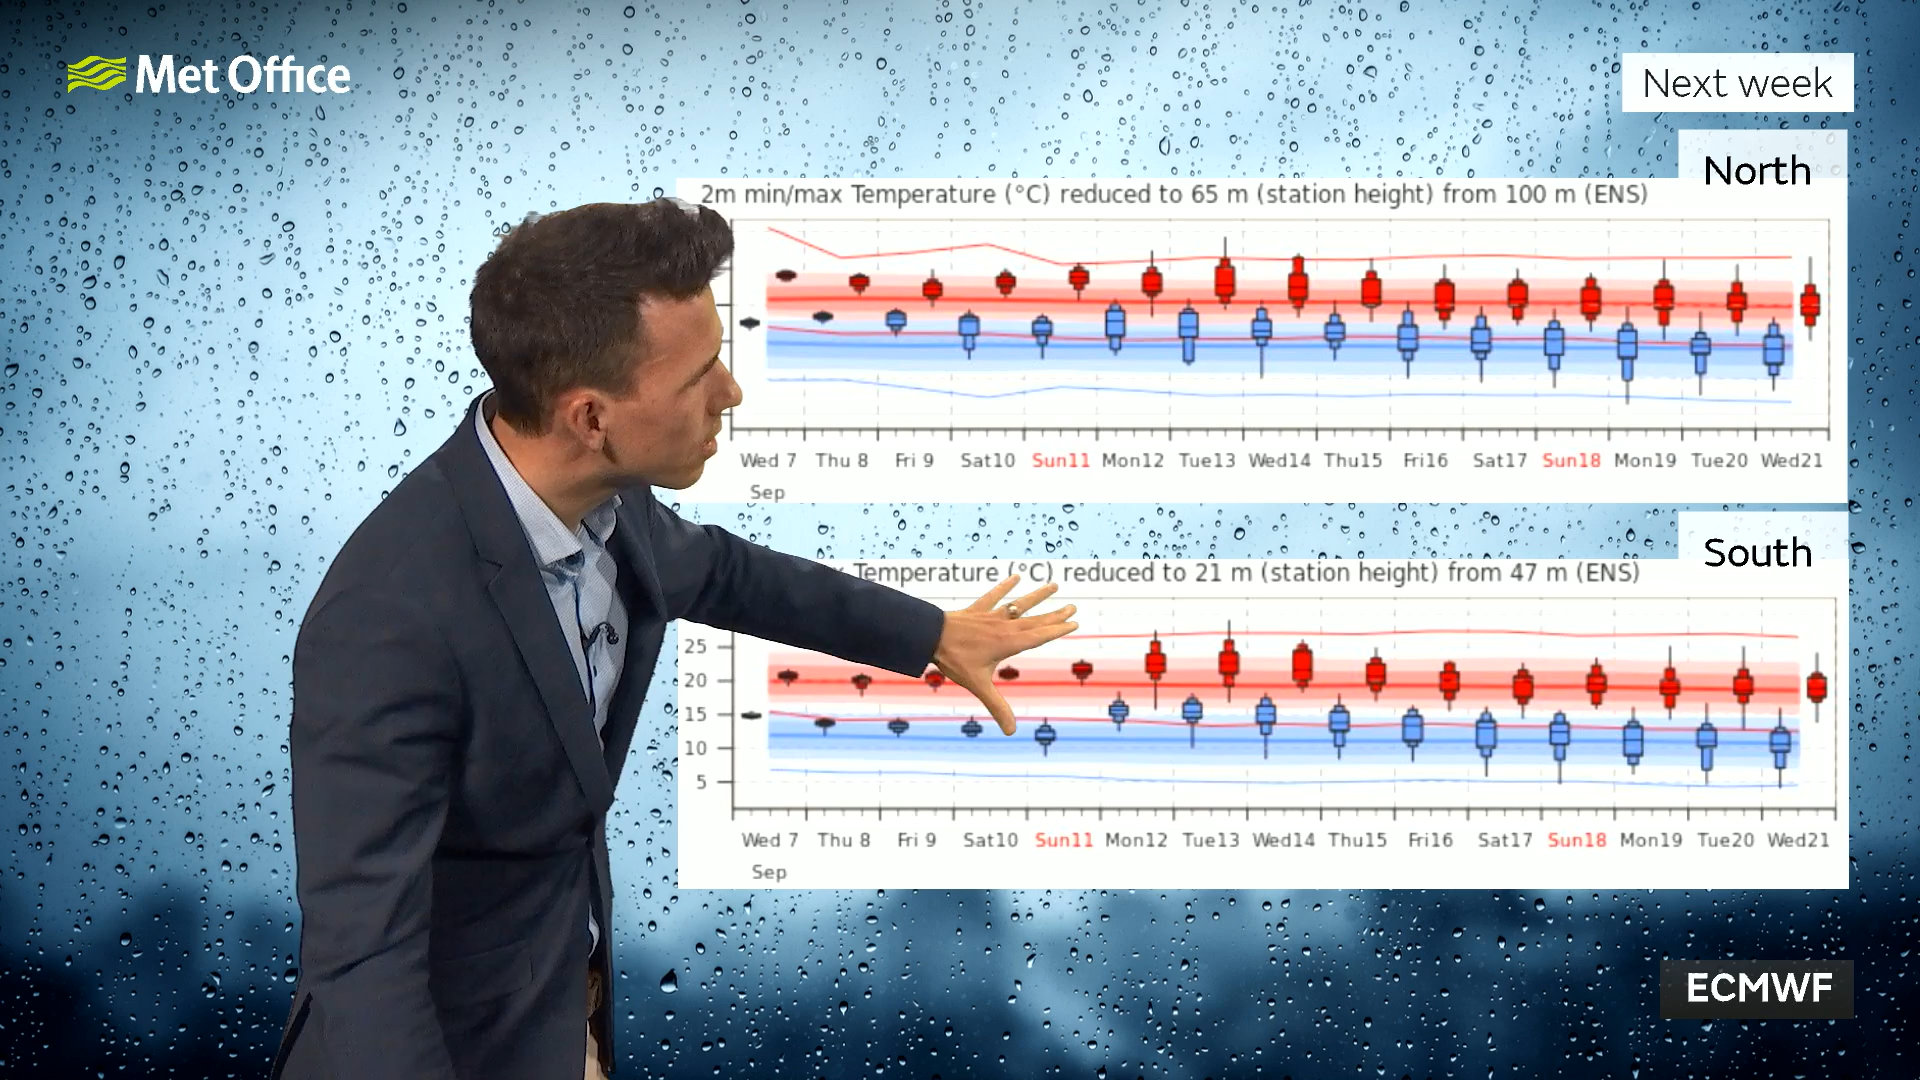 Met Office
Next week
North
2m min/max Temperature (°C) reduced to 65 m (station height) from 100 m (ENS)
Wed 7 Thu 8 Fri 9 Sat10 Sun11 Mon12 Tue13 Wed14 Thu15 Fri16 Sat17 Sun18 Mon19 Tue20 Wed21
Sep
South
Temperature (°C) reduced to 21 m (station height) from 47 m (ENS)
25
20
15
10
5
Wed 7 Thu 8 Fri 9 Sat10 Sun11 Mon12 Tue13 Wed14 Thu15 Fri16 Sat17 Sun18 Mon19 Tue20 Wed21
Sep
ECMWF